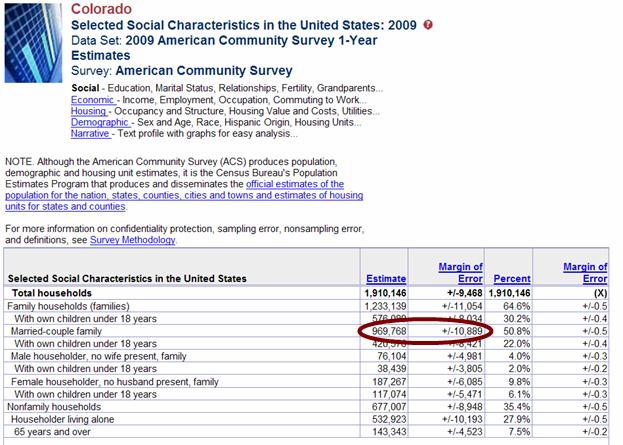 Colorado
Selected Social Characteristics in the United States: 2009 ?
Data Set: 2009 American Community Survey 1-Year
Estimates
Survey: American Community Survey
Social - Education, Marital Status, Relationships, Fertility, Grandparents...
Economic - Income, Employment, Occupation, Commuting to Work...
Housing - Occupancy and Structure, Housing Value and Costs, Utilities...
Demographic - Sex and Age, Race, Hispanic Origin, Housing Units...
Narrative - Text profile with graphs for easy analysis...
NOTE. Although the American Community Survey (ACS) produces population,
demographic and housing unit estimates, it is the Census Bureau's Population
Estimates Program that produces and disseminates the official estimates of the
population for the nation, states, counties, cities and towns and estimates of housing
units for states and counties.
For more information on confidentiality protection, sampling error, nonsampling error,
and definitions, see Survey Methodology.
Selected Social Characteristics in the United States Estimate Margin of Error Percent Margin of Error
Total households 1,910,146 +/-9,468 1,910,146 (X)
Family households (families) 1,233,139 +/-11,054 64.6% +/-0.5
With own children under 18 years +/-8,034 30.2% +/-0.4
Married-couple family 969,768 +/-10,889 50.8% +/-0.5
With own children under 18 years +/-8,421 22.0% +/-0.4
Male householder, no wife present, family 76,104 +/-4,981 4.0% +/-0.3
With own children under 18 years 38,439 +/-3,805 2.0% +/-0.2
Female householder, no husband present, family 187,267 +/-6,085 9.8% +/-0.3
With own children under 18 years 117,074 +/-5,471 6.1% +/-0.3
Nonfamily households 677,007 +/-8,948 35.4% +/-0.5
Householder living alone 532,923 +/-10,193 27.9% +/-0.5
65 years and over 143,343 +/-4,523 7.5% +/-0.2